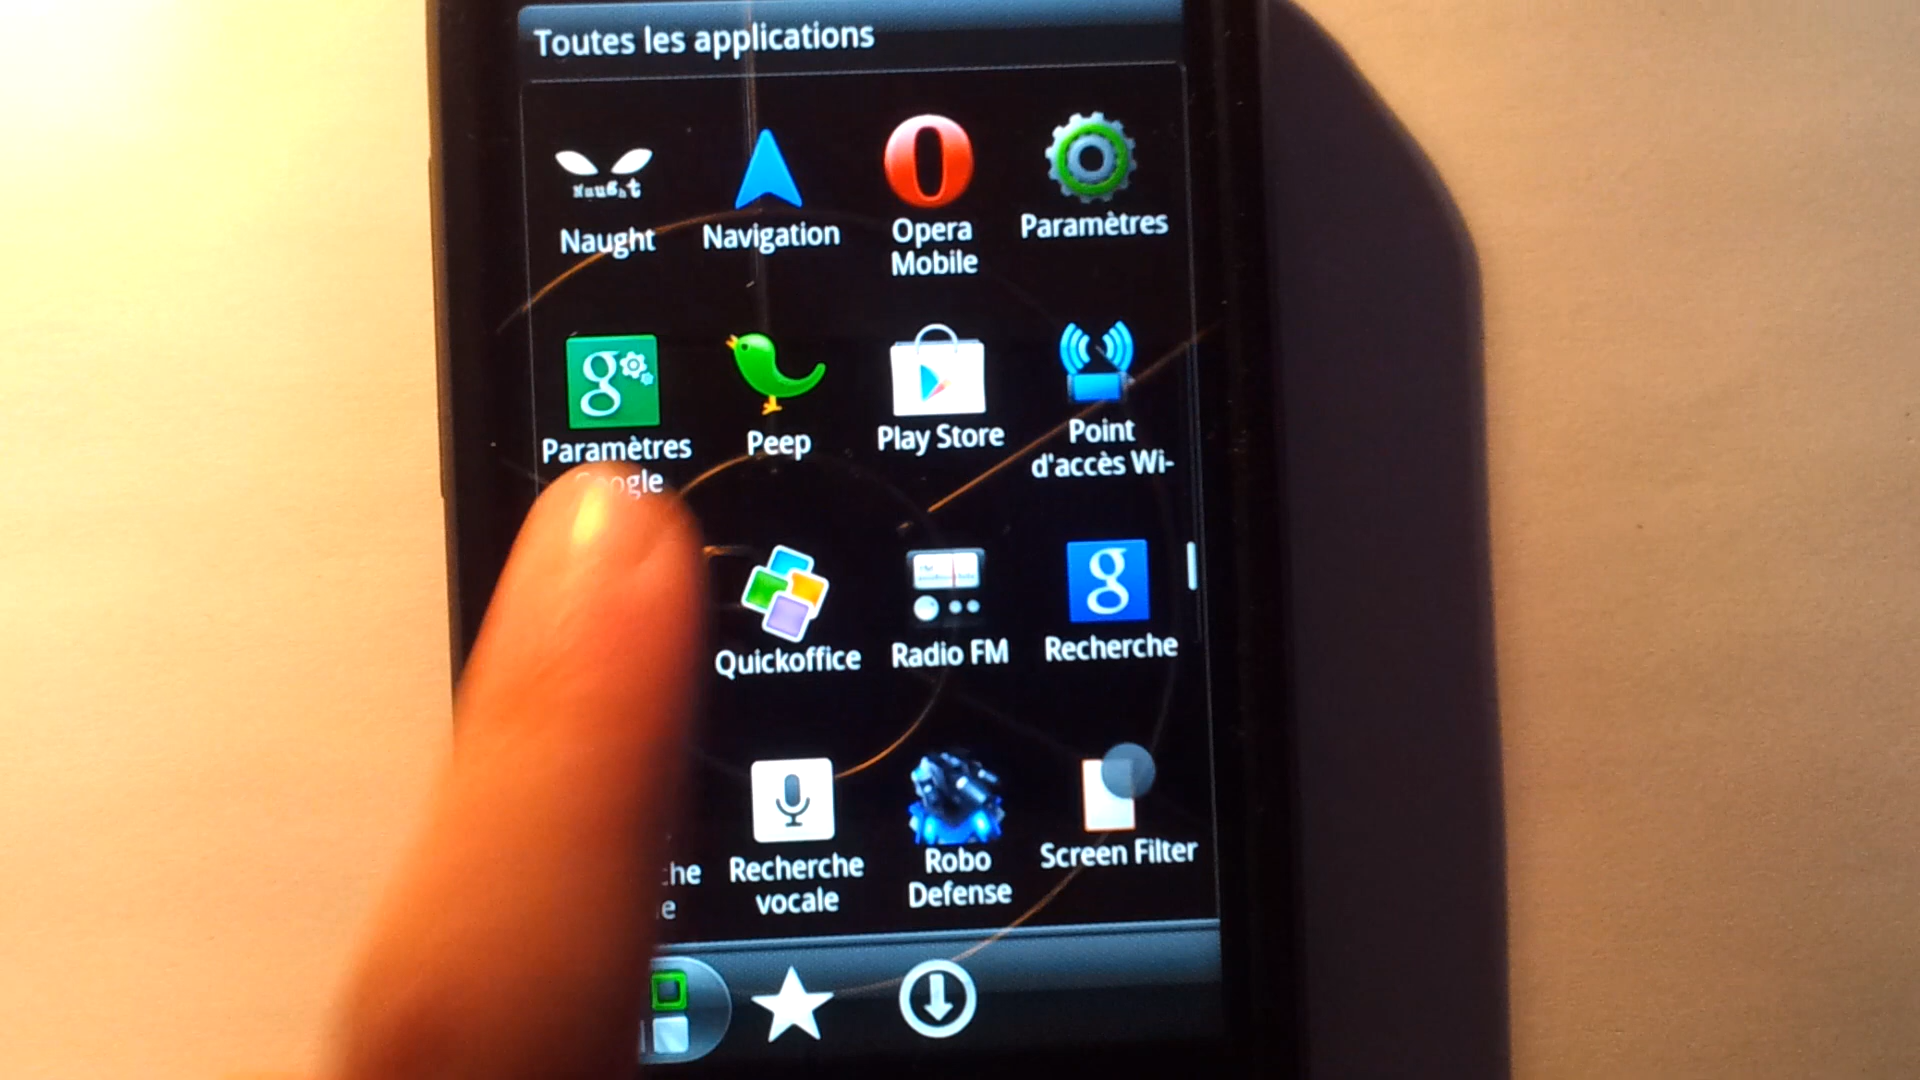 Toutes les applications
Naught
Naught
Navigation
Opera
Mobile
Paramètres
Paramètres
Peep
Play Store
Point
d'accès Wi-
Quickoffice
Radio FM
Recherche
Recherche
vocale
Robo
Defense
Screen Filter